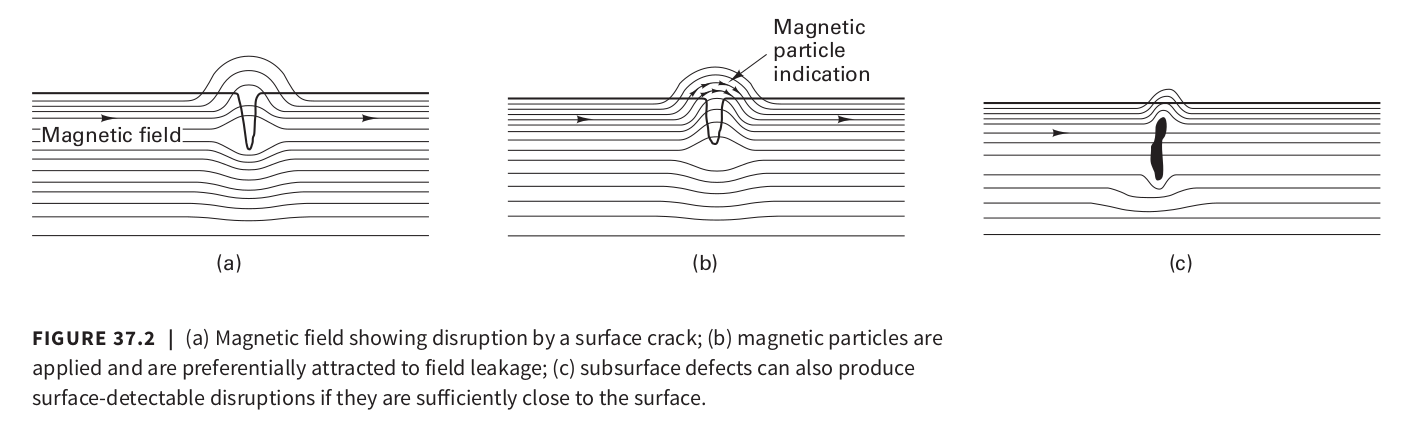 Magnetic
particle
indication
Magnetic field
(a)
(b)
(c)
FIGURE 37.2 | (a) Magnetic field showing disruption by a surface crack; (b) magnetic particles are
applied and are preferentially attracted to field leakage; (c) subsurface defects can also produce
surface-detectable disruptions if they are sufficiently close to the surface.